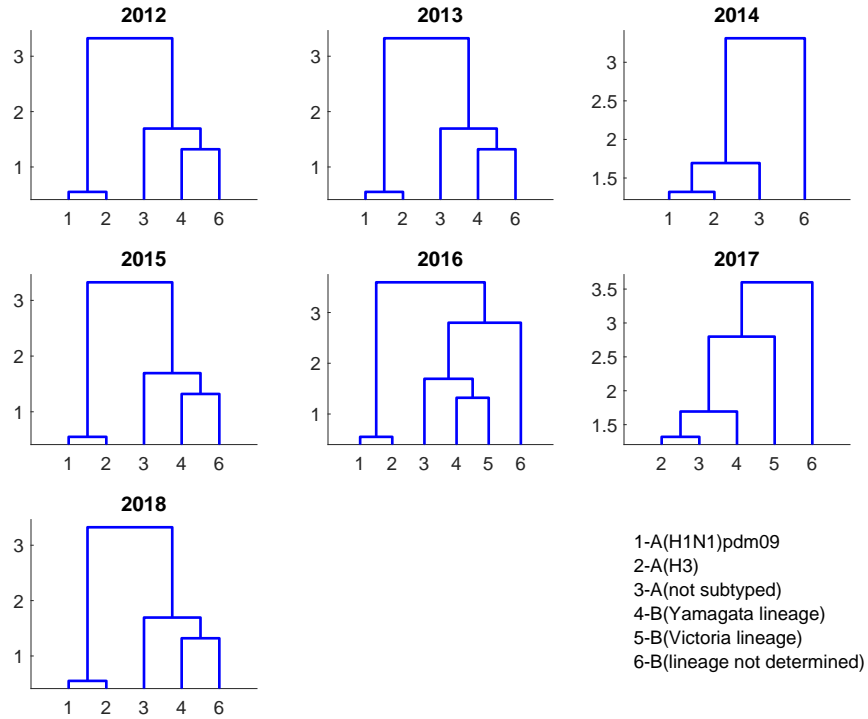 2012
3
2
1
1 2 3 4 6
2013
3
2
1
1 2 3 4 6
2014
3
2.5
2
1.5
1 2 3 6
2015
3
2
1
1 2 3 4 6
2016
3
2
1
1 2 3 4 5 6
2017
3.5
3
2.5
2
1.5
2 3 4 5 6
2018
3
2
1
1 2 3 4 6
1-A(H1N1)pdm09
2-A(H3)
3-A(not subtyped)
4-B(Yamagata lineage)
5-B(Victoria lineage)
6-B(lineage not determined)